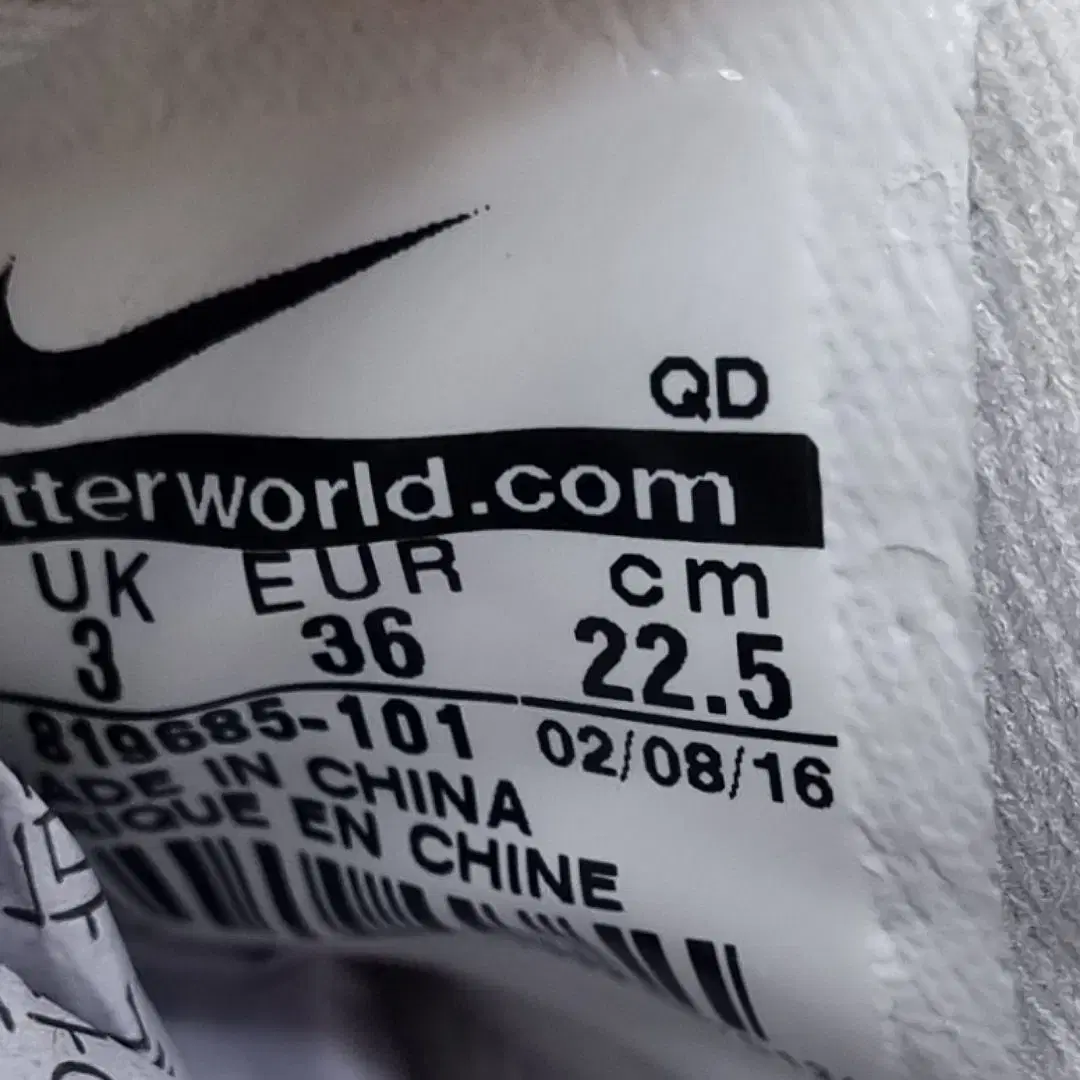 QD
tterworld.com
UK EUR cm
3 36 22.5
819685-101 02/08/16
ADE IN CHINA
RIQUE EN CHINE